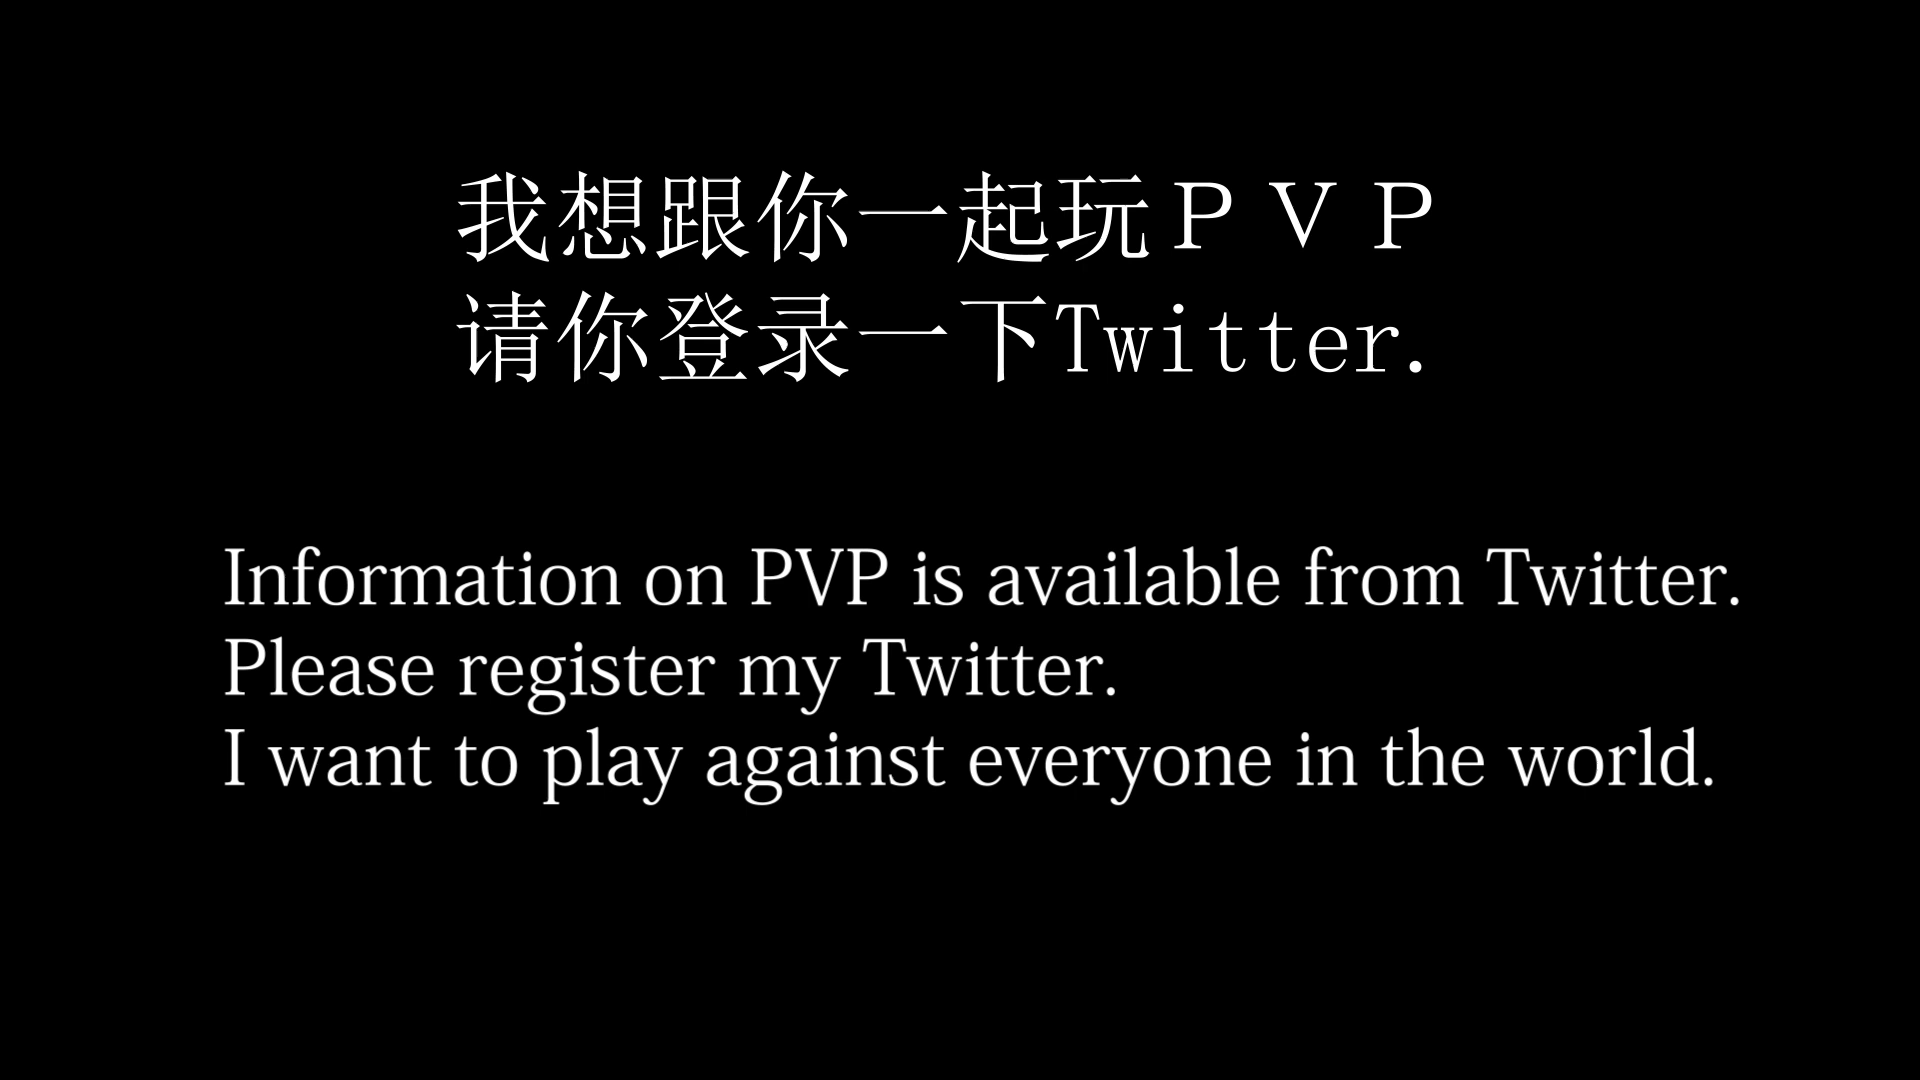 我想跟你一起玩ＰＶＰ
请你登录一下Twitter.
Information on PVP is available from Twitter.
Please register my Twitter.
I want to play against everyone in the world.